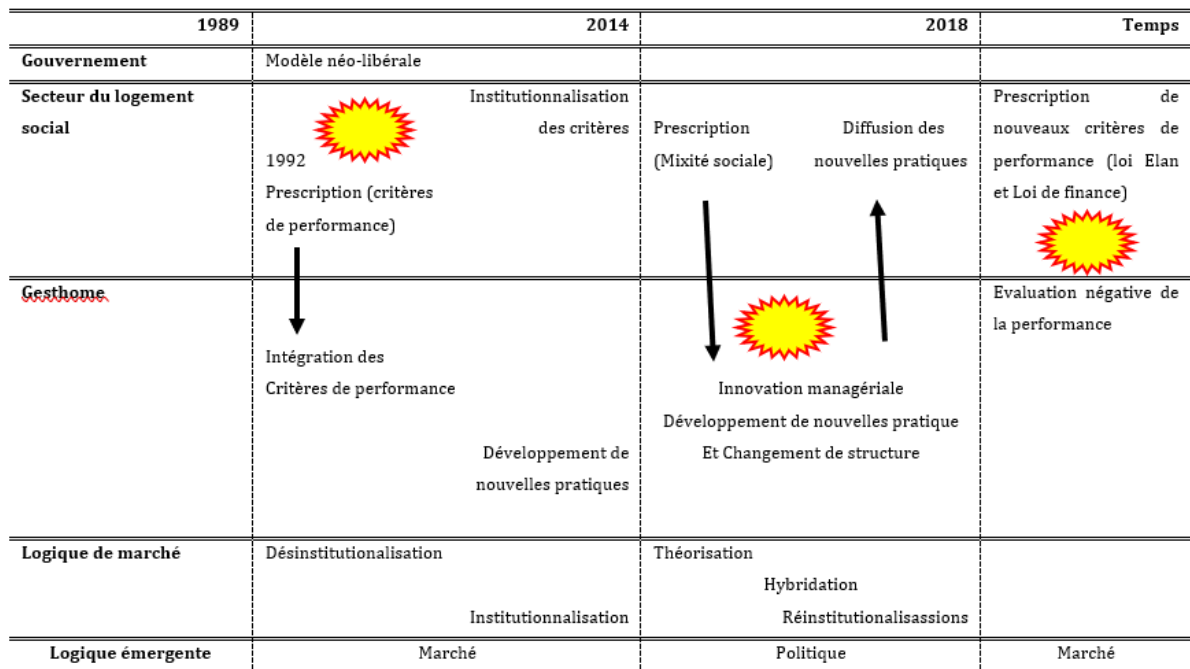 1989 2014 2018 Temps
Gouvernement Modèle néo-libérale
Secteur du logement social
1992
Prescription (critères
de performance)
Institutionnalisation
des critères
Prescription
(Mixité sociale)
Diffusion des
nouvelles pratiques
Prescription de
nouveaux critères de
performance (loi Elan
et Loi de finance)
Gesthome
Intégration des
Critères de performance
Développement de
nouvelles pratiques
Innovation managériale
Développement de nouvelles pratique
Et Changement de structure
Evaluation négative de
la performance
Logique de marché
Désinstitutionalisation
Institutionnalisation
Théorisation
Hybridation
Réinstitutionalisassions
Logique émergente Marché Politique Marché